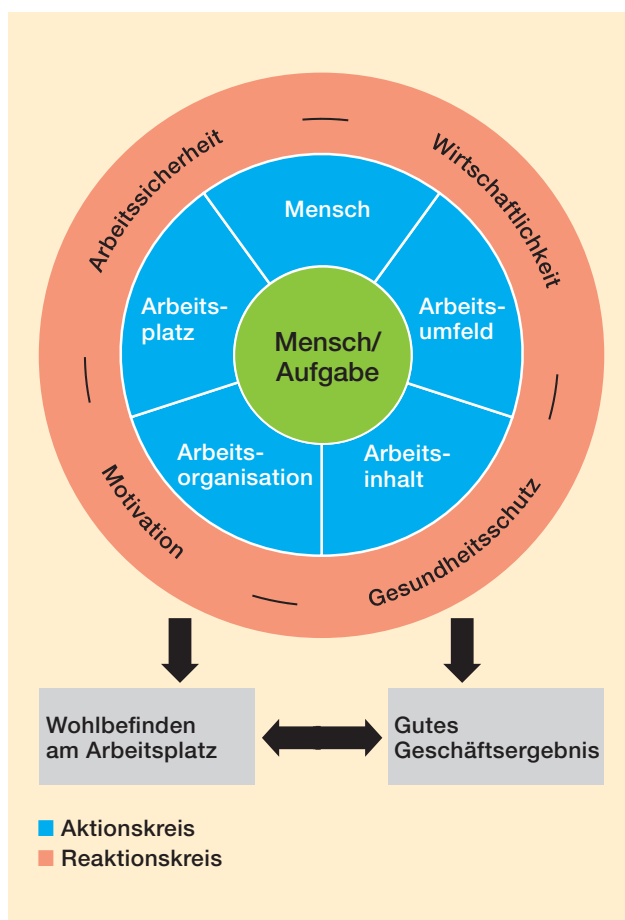 Arbeitssicherheit
Wirtschaftlichkeit
Mensch
Arbeits-
platz
Arbeits-
umfeld
Mensch/
Aufgabe
Arbeits-
organisation
Arbeits-
inhalt
Motivation
Gesundheitsschutz
Wohlbefinden
am Arbeitsplatz
Gutes
Geschäftsergebnis
Aktionskreis
Reaktionskreis